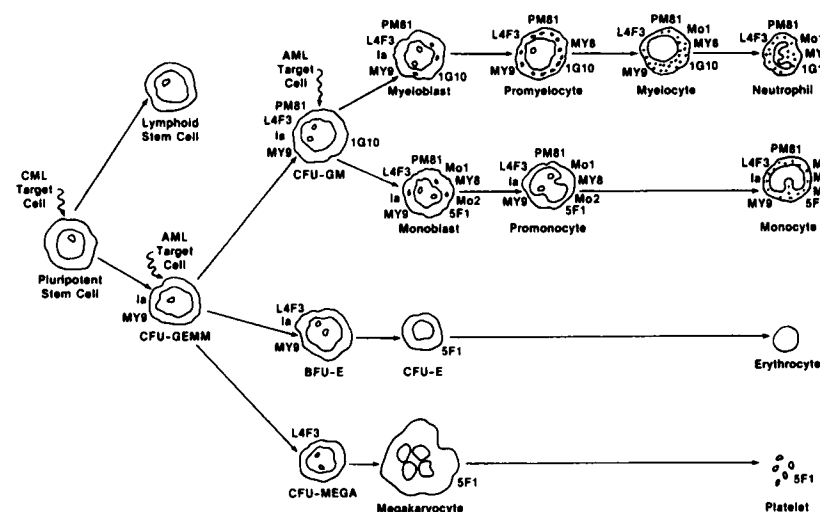 PM81
L4F3
Ia
MY9
Myeloblast
PM81
L4F3
MY8
1G10
Promyelocyte
PM81
L4F3
Mo1
MY8
MY9
1G10
Myelocyte
PM81
L4F3
Mo1
1G1
Neutrophil
AML
Target
Cell
PM81
L4F3
Ia
MY9
1G10
CFU-GM
Lymphoid
Stem Cell
CML
Target
Cell
Pluripotent
Stem Cell
PM81
L4F3
Mo1
MY8
Ia
Mo2
MY9
5F1
Monoblast
PM81
L4F3
Mo1
Ia
MY8
MY9
Mo2
5F1
Promonocyte
PM81
L4F3
Ia
MY9
5F
Monocyte
AML
Target
Cell
Ia
MY9
CFU-GEMM
L4F3
Ia
MY9
BFU-E
5F1
CFU-E
Erythrocyte
L4F3
CFU-MEGA
5F1
Megakaryocyte
5F1
Platelet